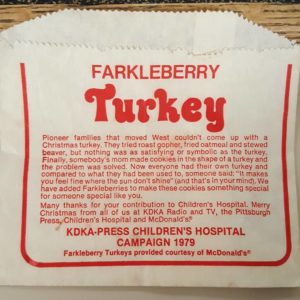 FARKLEBERRY
Turkey
Pioneer families that moved West couldn't come up with a
Christmas turkey. They tried roast gopher, fried oatmeal and stewed
beaver, but nothing was as satisfying or symbolic as the turkey.
Finally, somebody's mom made cookies in the shape of a turkey and
the problem was solved. Now everyone had their own turkey and
compared to what they had been used to, someone said: "It makes
you feel fine where the sun don't shine" (and that's in your mind). We
have added Farkleberries to make these cookies something special
for someone special like you.
Many thanks for your contribution to Children's Hospital. Merry
Christmas from all of us at KDKA Radio and TV, the Pittsburgh
Press, Children's Hospital and McDonald's®
KDKA-PRESS CHILDREN'S HOSPITAL
CAMPAIGN 1979
Farkleberry Turkeys provided courtesy of McDonald's®